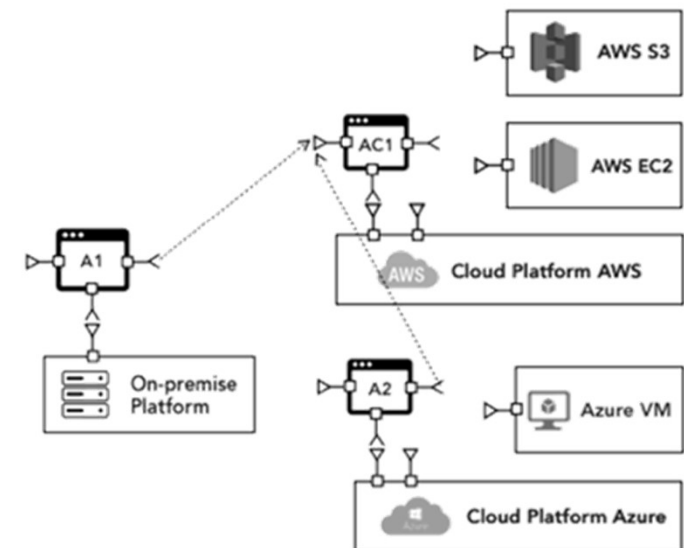 AWS S3
AC1
AWS EC2
A1
AWS
Cloud Platform AWS
On-premise
Platform
A2
Azure VM
Azure
Cloud Platform Azure